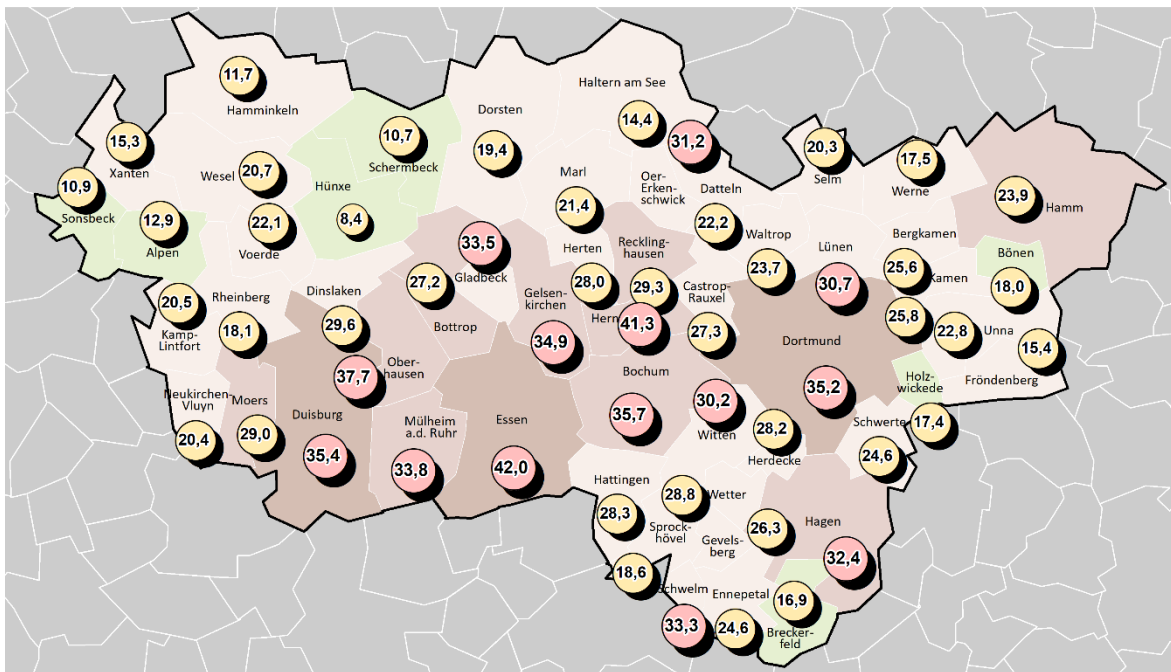 11,7
Hamminkeln
Haltern am See
Dorsten
14,4
15,3
Xanten
10,7
Schermbeck
19,4
31,2
20,3
Selm
17,5
Werne
Wesel
20,7
Hünxe
Marl
Oer-
Erken-
schwick
Datteln
10,9
Sonsbeck
12,9
Alpen
22,1
Voerde
8,4
21,4
22,2
Waltrop
Lünen
Bergkamen
23,9
Hamm
33,5
Gladbeck
Herten
Reckling-
hausen
23,7
25,6
Kamen
Bönen
18,0
27,2
Bottrop
Gelsen-
kirchen
28,0
29,3
Castrop-
Rauxel
30,7
Rheinberg
Dinslaken
20,5
Kamp-
Lintfort
18,1
29,6
34,9
Hern
41,3
27,3
Dortmund
25,8
22,8
Unna
15,4
Fröndenberg
37,7
Ober-
hausen
Bochum
Holz-
wickede
Neukirchen-
Vluyn
Moers
Duisburg
Mülheim
a.d. Ruhr
Essen
35,7
30,2
Witten
35,2
17,4
20,4
29,0
35,4
33,8
42,0
28,2
Herdecke
Schwerte
24,6
Hattingen
28,3
28,8
Wetter
Sprock-
hövel
Gevels-
berg
26,3
Hagen
32,4
18,6
Schwelm
Ennepetal
16,9
33,3
24,6
Brecker-
feld